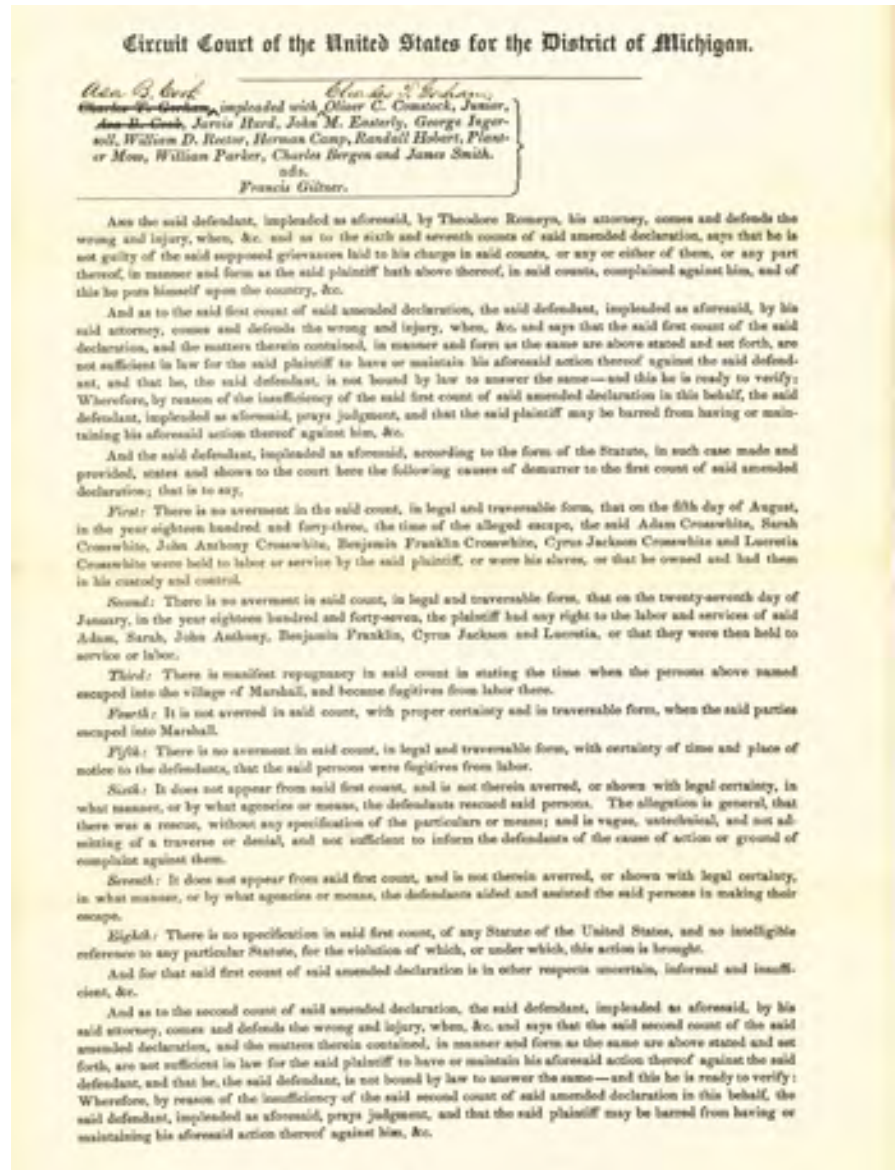 Circuit Court of the United States for the District of Michigan.
Asa B. Cook Charles T. Gorham,
Charles T. Gorham, impleaded with Oliver C. Comstock, Junior,
Asa B. Cook, Jarvis Hurd, John M. Easterly, George Inger-
soll, William D. Rector, Herman Camp, Randall Hobert, Plant-
er Moss, William Parker, Charles Bergen and James Smith.
ads.
Francis Giltner.
And the said defendant, impleaded as aforesaid, by Theodore Romeyn, his attorney, comes and defends the
wrong and injury, when, &c. and as to the sixth and seventh counts of said amended declaration, says that he is
not guilty of the said supposed grievances laid to his charge in said counts, or any or either of them, or any part
thereof, in manner and form as the said plaintiff hath above thereof, in said counts, complained against him, and of
this he puts himself upon the country, &c.
And as to the said first count of said amended declaration, the said defendant, impleaded as aforesaid, by his
said attorney, comes and defends the wrong and injury, when, &c. and says that the said first count of the said
declaration, and the matters therein contained, in manner and form as the same are above stated and set forth, are
not sufficient in law for the said plaintiff to have or maintain his aforesaid action thereof against the said defend-
ant, and that he, the said defendant, is not bound by law to answer the same—and this he is ready to verify:
Wherefore, by reason of the insufficiency of the said first count of said amended declaration in this behalf, the said
defendant, impleaded as aforesaid, prays judgment, and that the said plaintiff may be barred from having or main-
taining his aforesaid action thereof against him, &c.
And the said defendant, impleaded as aforesaid, according to the form of the Statute, in such case made and
provided, states and shows to the court here the following causes of demurrer to the first count of said amended
declaration; that is to say,
First: There is no averment in the said count, in legal and traversable form, that on the fifth day of August,
in the year eighteen hundred and forty-three, the time of the alleged escape, the said Adam Crosswhite, Sarah
Crosswhite, John Anthony Crosswhite, Benjamin Franklin Crosswhite, Cyrus Jackson Crosswhite and Lucretia
Crosswhite were held to labor or service by the said plaintiff, or were his slaves, or that he owned and had them
in his custody and control.
Second: There is no averment in said count, in legal and traversable form, that on the twenty-seventh day of
January, in the year eighteen hundred and forty-seven, the plaintiff had any right to the labor and services of said
Adam, Sarah, John Anthony, Benjamin Franklin, Cyrus Jackson and Lucretia, or that they were then held to
service or labor.
Third: There is manifest repugnancy in said count in stating the time when the persons above named
escaped into the village of Marshall, and became fugitives from labor there.
Fourth: It is not averred in said count, with proper certainty and in traversable form, when the said parties
escaped into Marshall.
Fifth: There is no averment in said count, in legal and traversable form, with certainty of time and place of
notice to the defendants, that the said persons were fugitives from labor.
Sixth: It does not appear from said first count, and is not therein averred, or shown with legal certainty, in
what manner, or by what agencies or means, the defendants rescued said persons. The allegation is general, that
there was a rescue, without any specification of the particulars or means; and is vague, untechnical, and not ad-
mitting of a traverse or denial, and not sufficient to inform the defendants of the cause of action or ground of
complaint against them.
Seventh: It does not appear from said first count, and is not therein averred, or shown with legal certainty,
in what manner, or by what agencies or means, the defendants aided and assisted the said persons in making their
escape.
Eighth: There is no specification in said first count, of any Statute of the United States, and no intelligible
reference to any particular Statute, for the violation of which, or under which, this action is brought.
And for that said first count of said amended declaration is in other respects uncertain, informal and insuffi-
cient, &c.
And as to the second count of said amended declaration, the said defendant, impleaded as aforesaid, by his
said attorney, comes and defends the wrong and injury, when, &c. and says that the said second count of the said
amended declaration, and the matters therein contained, in manner and form as the same are above stated and set
forth, are not sufficient in law for the said plaintiff to have or maintain his aforesaid action thereof against the said
defendant, and that he, the said defendant, is not bound by law to answer the same—and this he is ready to verify:
Wherefore, by reason of the insufficiency of the said second count of said amended declaration in this behalf, the
said defendant, impleaded as aforesaid, prays judgment, and that the said plaintiff may be barred from having or
maintaining his aforesaid action thereof against him, &c.